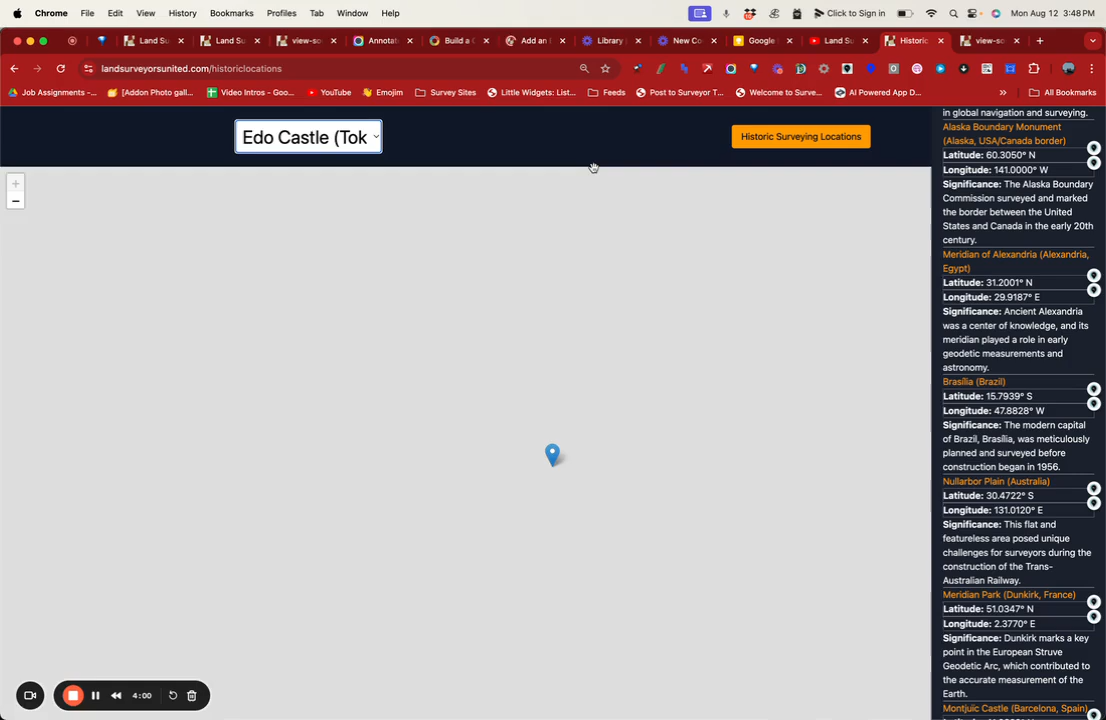 Chrome File Edit View History Bookmarks Profiles Tab Window Help
Click to Sign in
Mon Aug 12 3:48 PM
Land Su
Land Su
view-so
Annotate
Build a C
Add an E
Library
New Co
Google
Land Su
Historic
view-so
landsurveyorsunited.com/historiclocations
Job Assignments -...
[Addon Photo gall...
Video Intros - Goo...
YouTube
Emojim
Survey Sites
Little Widgets: List...
Feeds
Post to Surveyor T...
Welcome to Surve...
AI Powered App D...
»
All Bookmarks
Edo Castle (Tok
Historic Surveying Locations
+
−
in global navigation and surveying.
Alaska Boundary Monument
(Alaska, USA/Canada border)
Latitude: 60.3050° N
Longitude: 141.0000° W
Significance: The Alaska Boundary
Commission surveyed and marked
the border between the United
States and Canada in the early 20th
century.
Meridian of Alexandria (Alexandria,
Egypt)
Latitude: 31.2001° N
Longitude: 29.9187° E
Significance: Ancient Alexandria
was a center of knowledge, and its
meridian played a role in early
geodetic measurements and
astronomy.
Brasília (Brazil)
Latitude: 15.7939° S
Longitude: 47.8828° W
Significance: The modern capital
of Brazil, Brasília, was meticulously
planned and surveyed before
construction began in 1956.
Nullarbor Plain (Australia)
Latitude: 30.4722° S
Longitude: 131.0120° E
Significance: This flat and
featureless area posed unique
challenges for surveyors during the
construction of the Trans-
Australian Railway.
Meridian Park (Dunkirk, France)
Latitude: 51.0347° N
Longitude: 2.3770° E
Significance: Dunkirk marks a key
point in the European Struve
Geodetic Arc, which contributed to
the accurate measurement of the
Earth.
Montjuïc Castle (Barcelona, Spain)
4:00